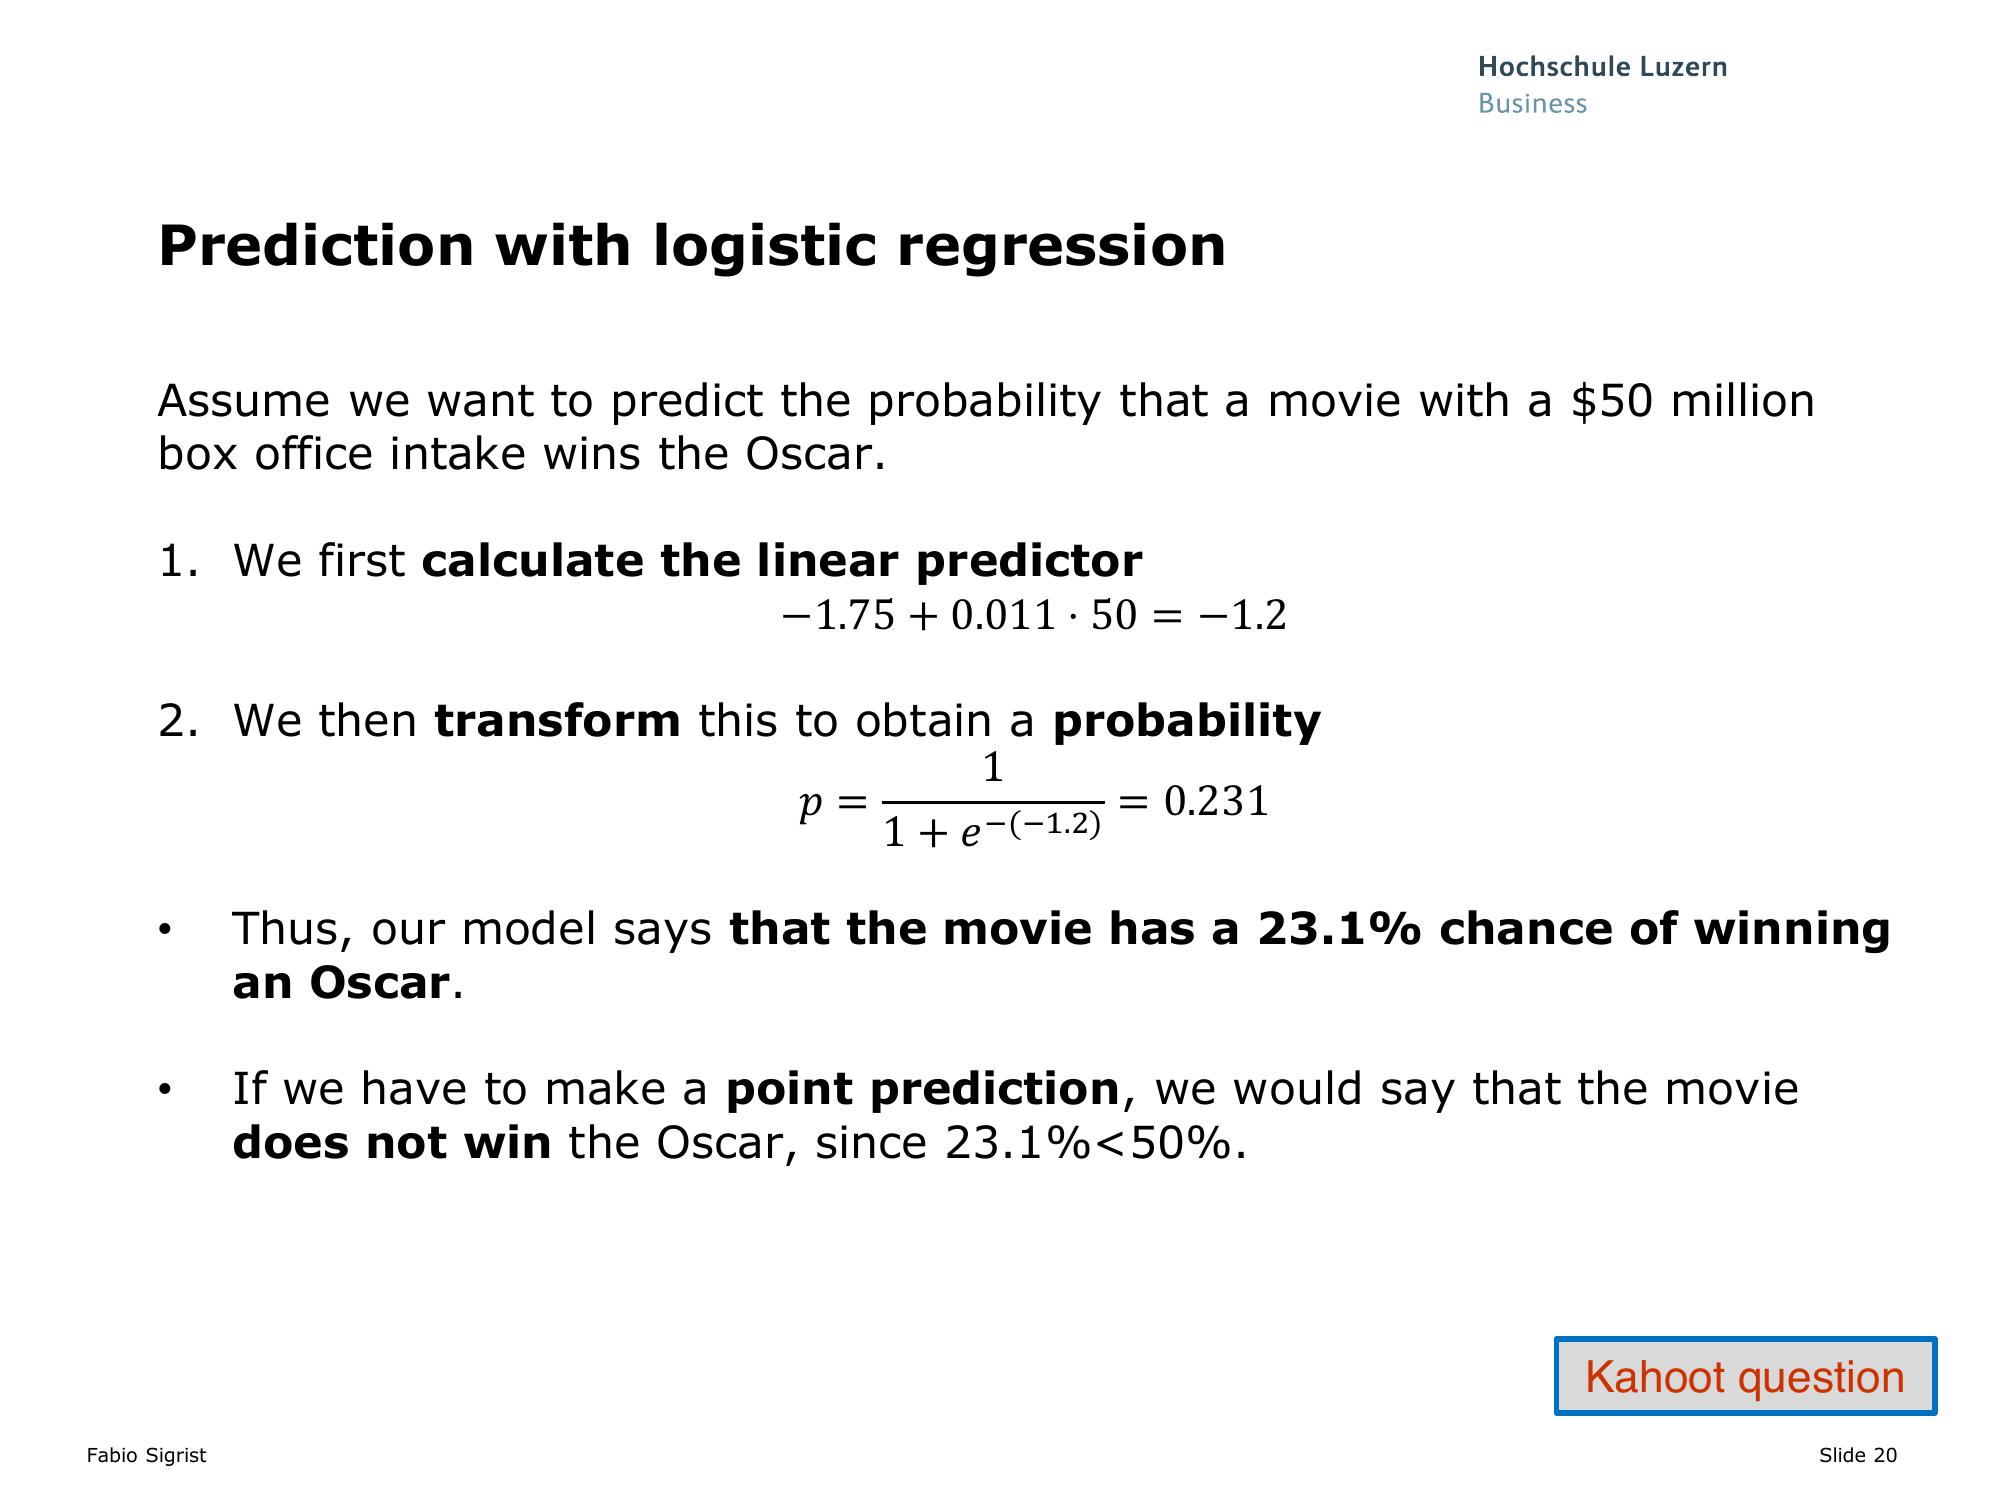 Hochschule Luzern
Business
Prediction with logistic regression
Assume we want to predict the probability that a movie with a $50 million
box office intake wins the Oscar.
1. We first calculate the linear predictor
−1.75 + 0.011 · 50 = −1.2
2. We then transform this to obtain a probability
p = 1 / (1 + e^−(−1.2)) = 0.231
• Thus, our model says that the movie has a 23.1% chance of winning
an Oscar.
• If we have to make a point prediction, we would say that the movie
does not win the Oscar, since 23.1%<50%.
Kahoot question
Fabio Sigrist
Slide 20